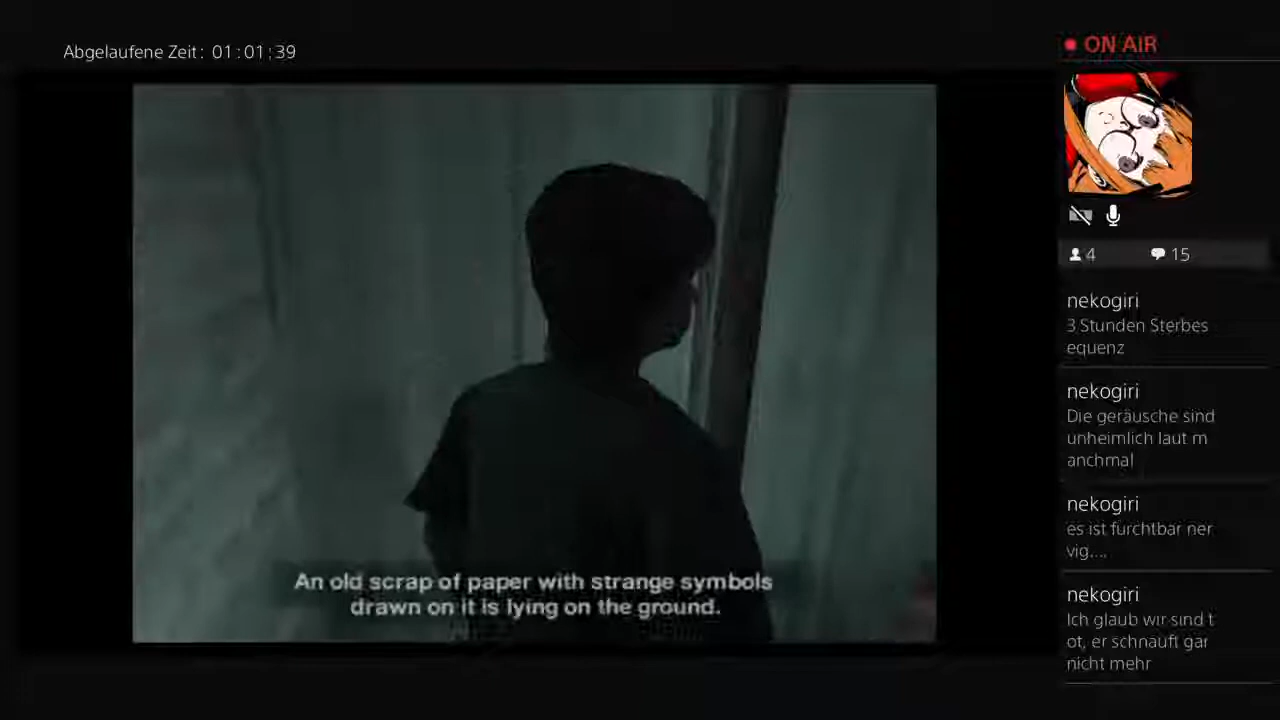 Abgelaufene Zeit: 01:01:39
ON AIR
4 15
nekogiri
3 Stunden Sterbes
equenz
nekogiri
Die geräusche sind
unheimlich laut m
anchmal
nekogiri
es ist furchtbar ner
vig....
nekogiri
Ich glaub wir sind t
ot, er schnauft gar
nicht mehr
An old scrap of paper with strange symbols
drawn on it is lying on the ground.